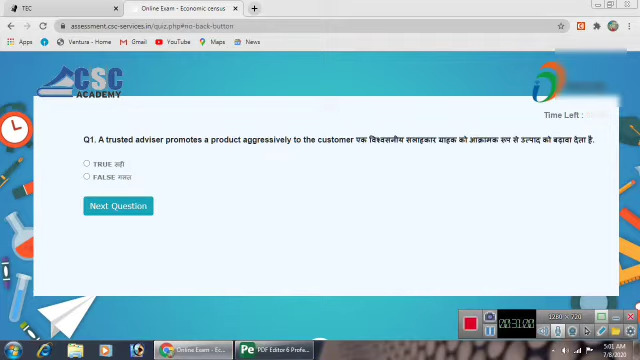 TEC
Online Exam - Economic census
assessment.csc-services.in/quiz.php#no-back-button
Apps
Ventura - Home
Gmail
YouTube
Maps
News
CSC
ACADEMY
Time Left :
Q1. A trusted adviser promotes a product aggressively to the customer एक विश्वसनीय सलाहकार ग्राहक को आक्रामक रूप से उत्पाद को बढ़ावा देता है.
TRUE सही
FALSE गलत
Next Question
00:31:00
1280 × 720
Online Exam - Ec...
PDF Editor 6 Profe...
5:01 AM
7/8/2020